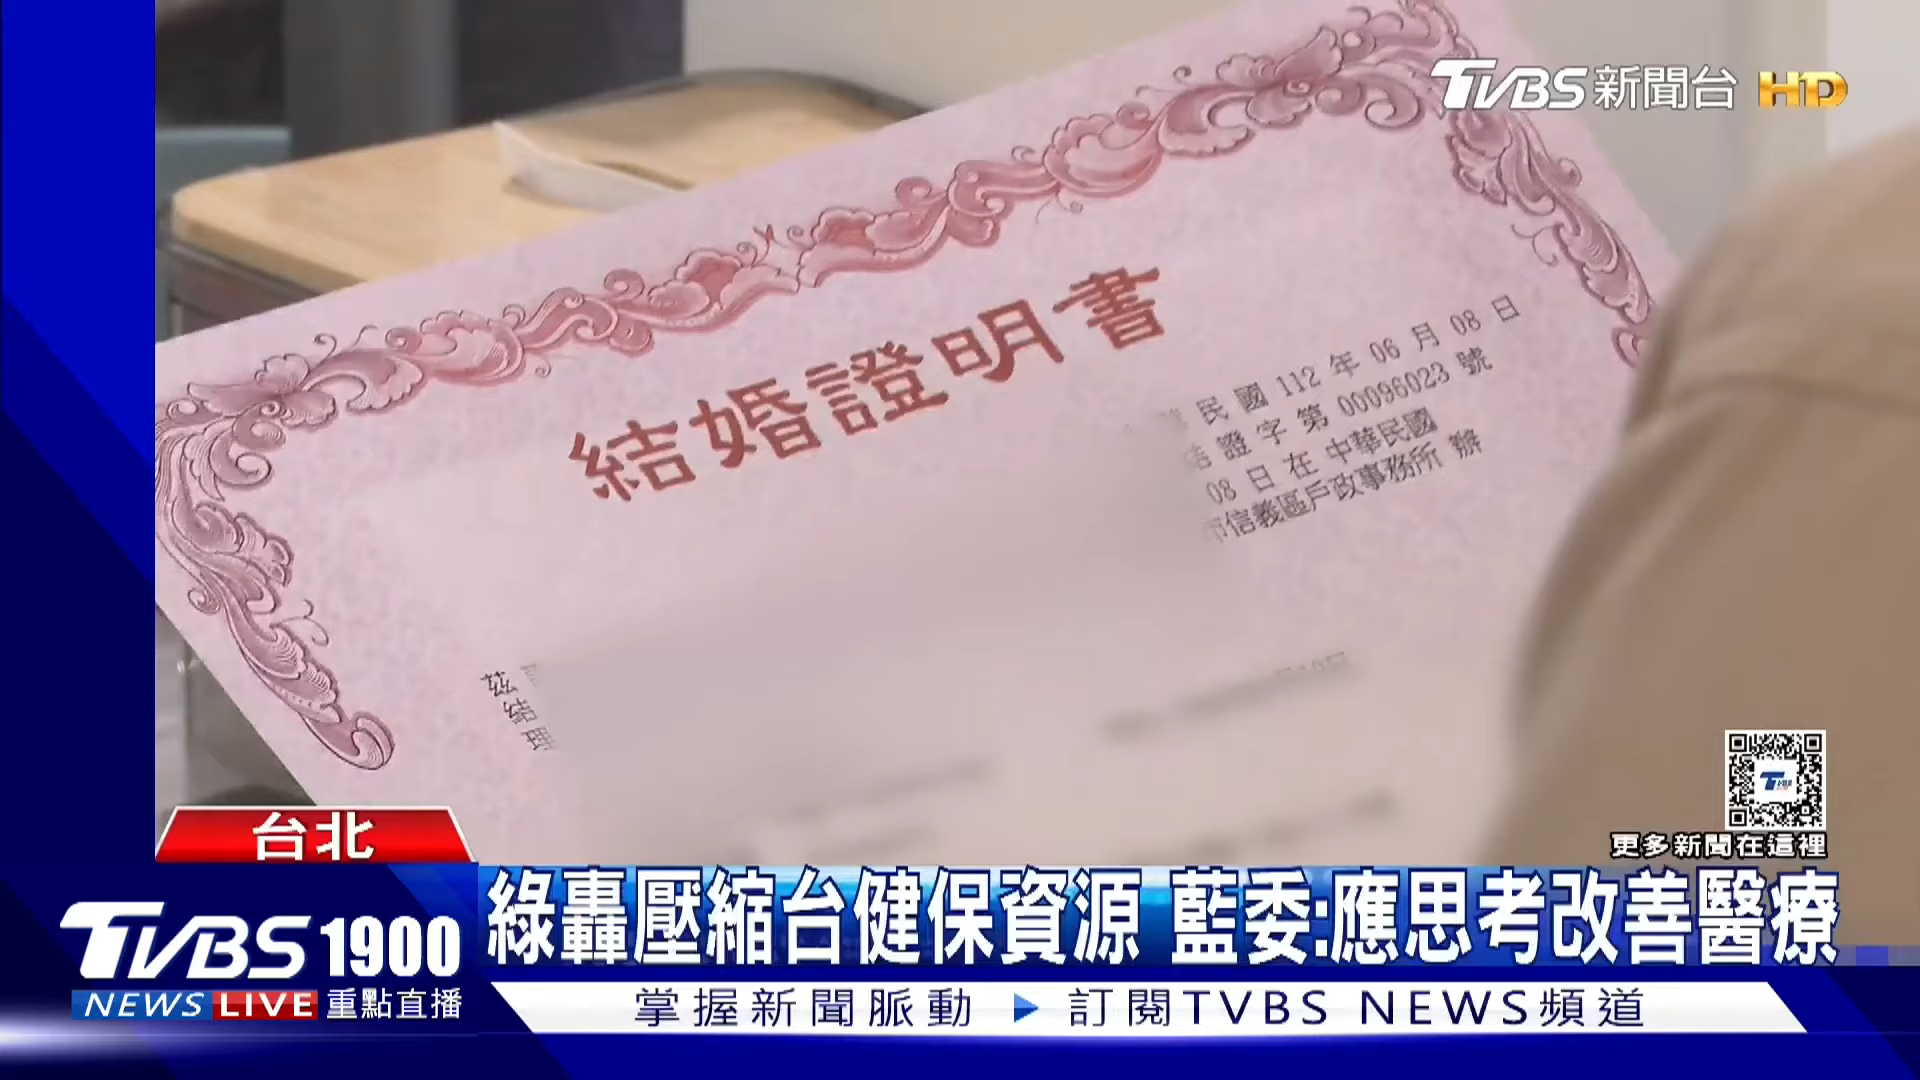 TVBS新聞台 HD
結婚證明書
民國112年06月08日
證字第00096023號
08日在中華民國
市信義區戶政事務所 辦
茲
結
理
TVBS
更多新聞在這裡
台北
綠轟壓縮台健保資源 藍委:應思考改善醫療
TVBS 1900
NEWS LIVE 重點直播
掌握新聞脈動 ▶ 訂閱TVBS NEWS頻道